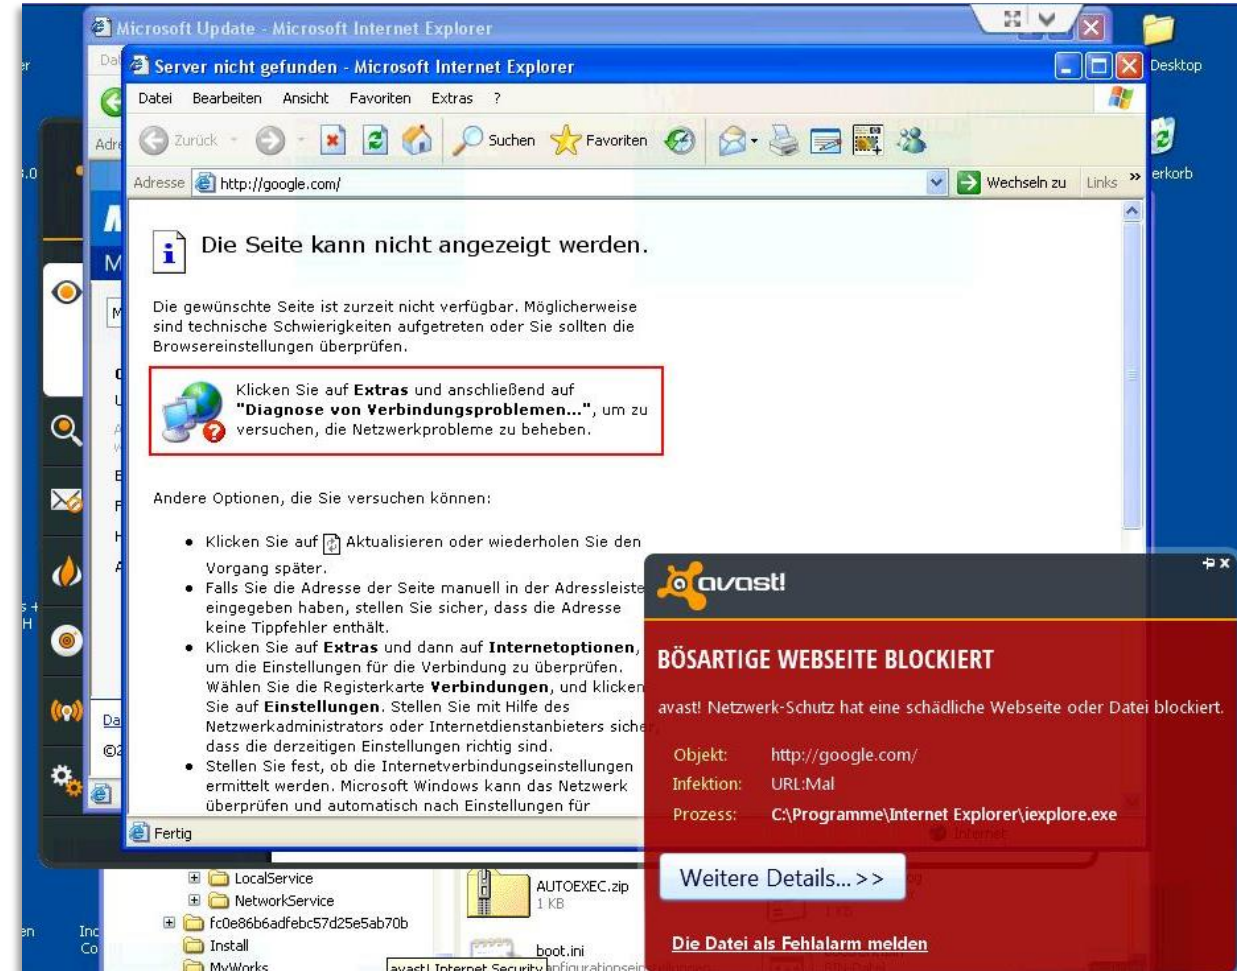 Microsoft Update - Microsoft Internet Explorer
Desktop
Server nicht gefunden - Microsoft Internet Explorer
Datei Bearbeiten Ansicht Favoriten Extras ?
Zurück Suchen Favoriten
Adresse http://google.com/ Wechseln zu Links »
Die Seite kann nicht angezeigt werden.
Die gewünschte Seite ist zurzeit nicht verfügbar. Möglicherweise
sind technische Schwierigkeiten aufgetreten oder Sie sollten die
Browsereinstellungen überprüfen.
Klicken Sie auf Extras und anschließend auf
"Diagnose von Verbindungsproblemen...", um zu
versuchen, die Netzwerkprobleme zu beheben.
Andere Optionen, die Sie versuchen können:
Klicken Sie auf Aktualisieren oder wiederholen Sie den
Vorgang später.
Falls Sie die Adresse der Seite manuell in der Adressleiste
eingegeben haben, stellen Sie sicher, dass die Adresse
keine Tippfehler enthält.
Klicken Sie auf Extras und dann auf Internetoptionen,
um die Einstellungen für die Verbindung zu überprüfen.
Wählen Sie die Registerkarte Verbindungen, und klicken
Sie auf Einstellungen. Stellen Sie mit Hilfe des
Netzwerkadministrators oder Internetdienstanbieters sicher,
dass die derzeitigen Einstellungen richtig sind.
Stellen Sie fest, ob die Internetverbindungseinstellungen
ermittelt werden. Microsoft Windows kann das Netzwerk
überprüfen und automatisch nach Einstellungen für
Fertig Internet
avast!
BÖSARTIGE WEBSEITE BLOCKIERT
avast! Netzwerk-Schutz hat eine schädliche Webseite oder Datei blockiert.
Objekt: http://google.com/
Infektion: URL:Mal
Prozess: C:\Programme\Internet Explorer\iexplore.exe
Weitere Details... >>
Die Datei als Fehlalarm melden
LocalService
NetworkService
fc0e86b6adfebc57d25e5ab70b
Install
MyWorks
AUTOEXEC.zip
1 KB
boot.ini
avast! Internet Security